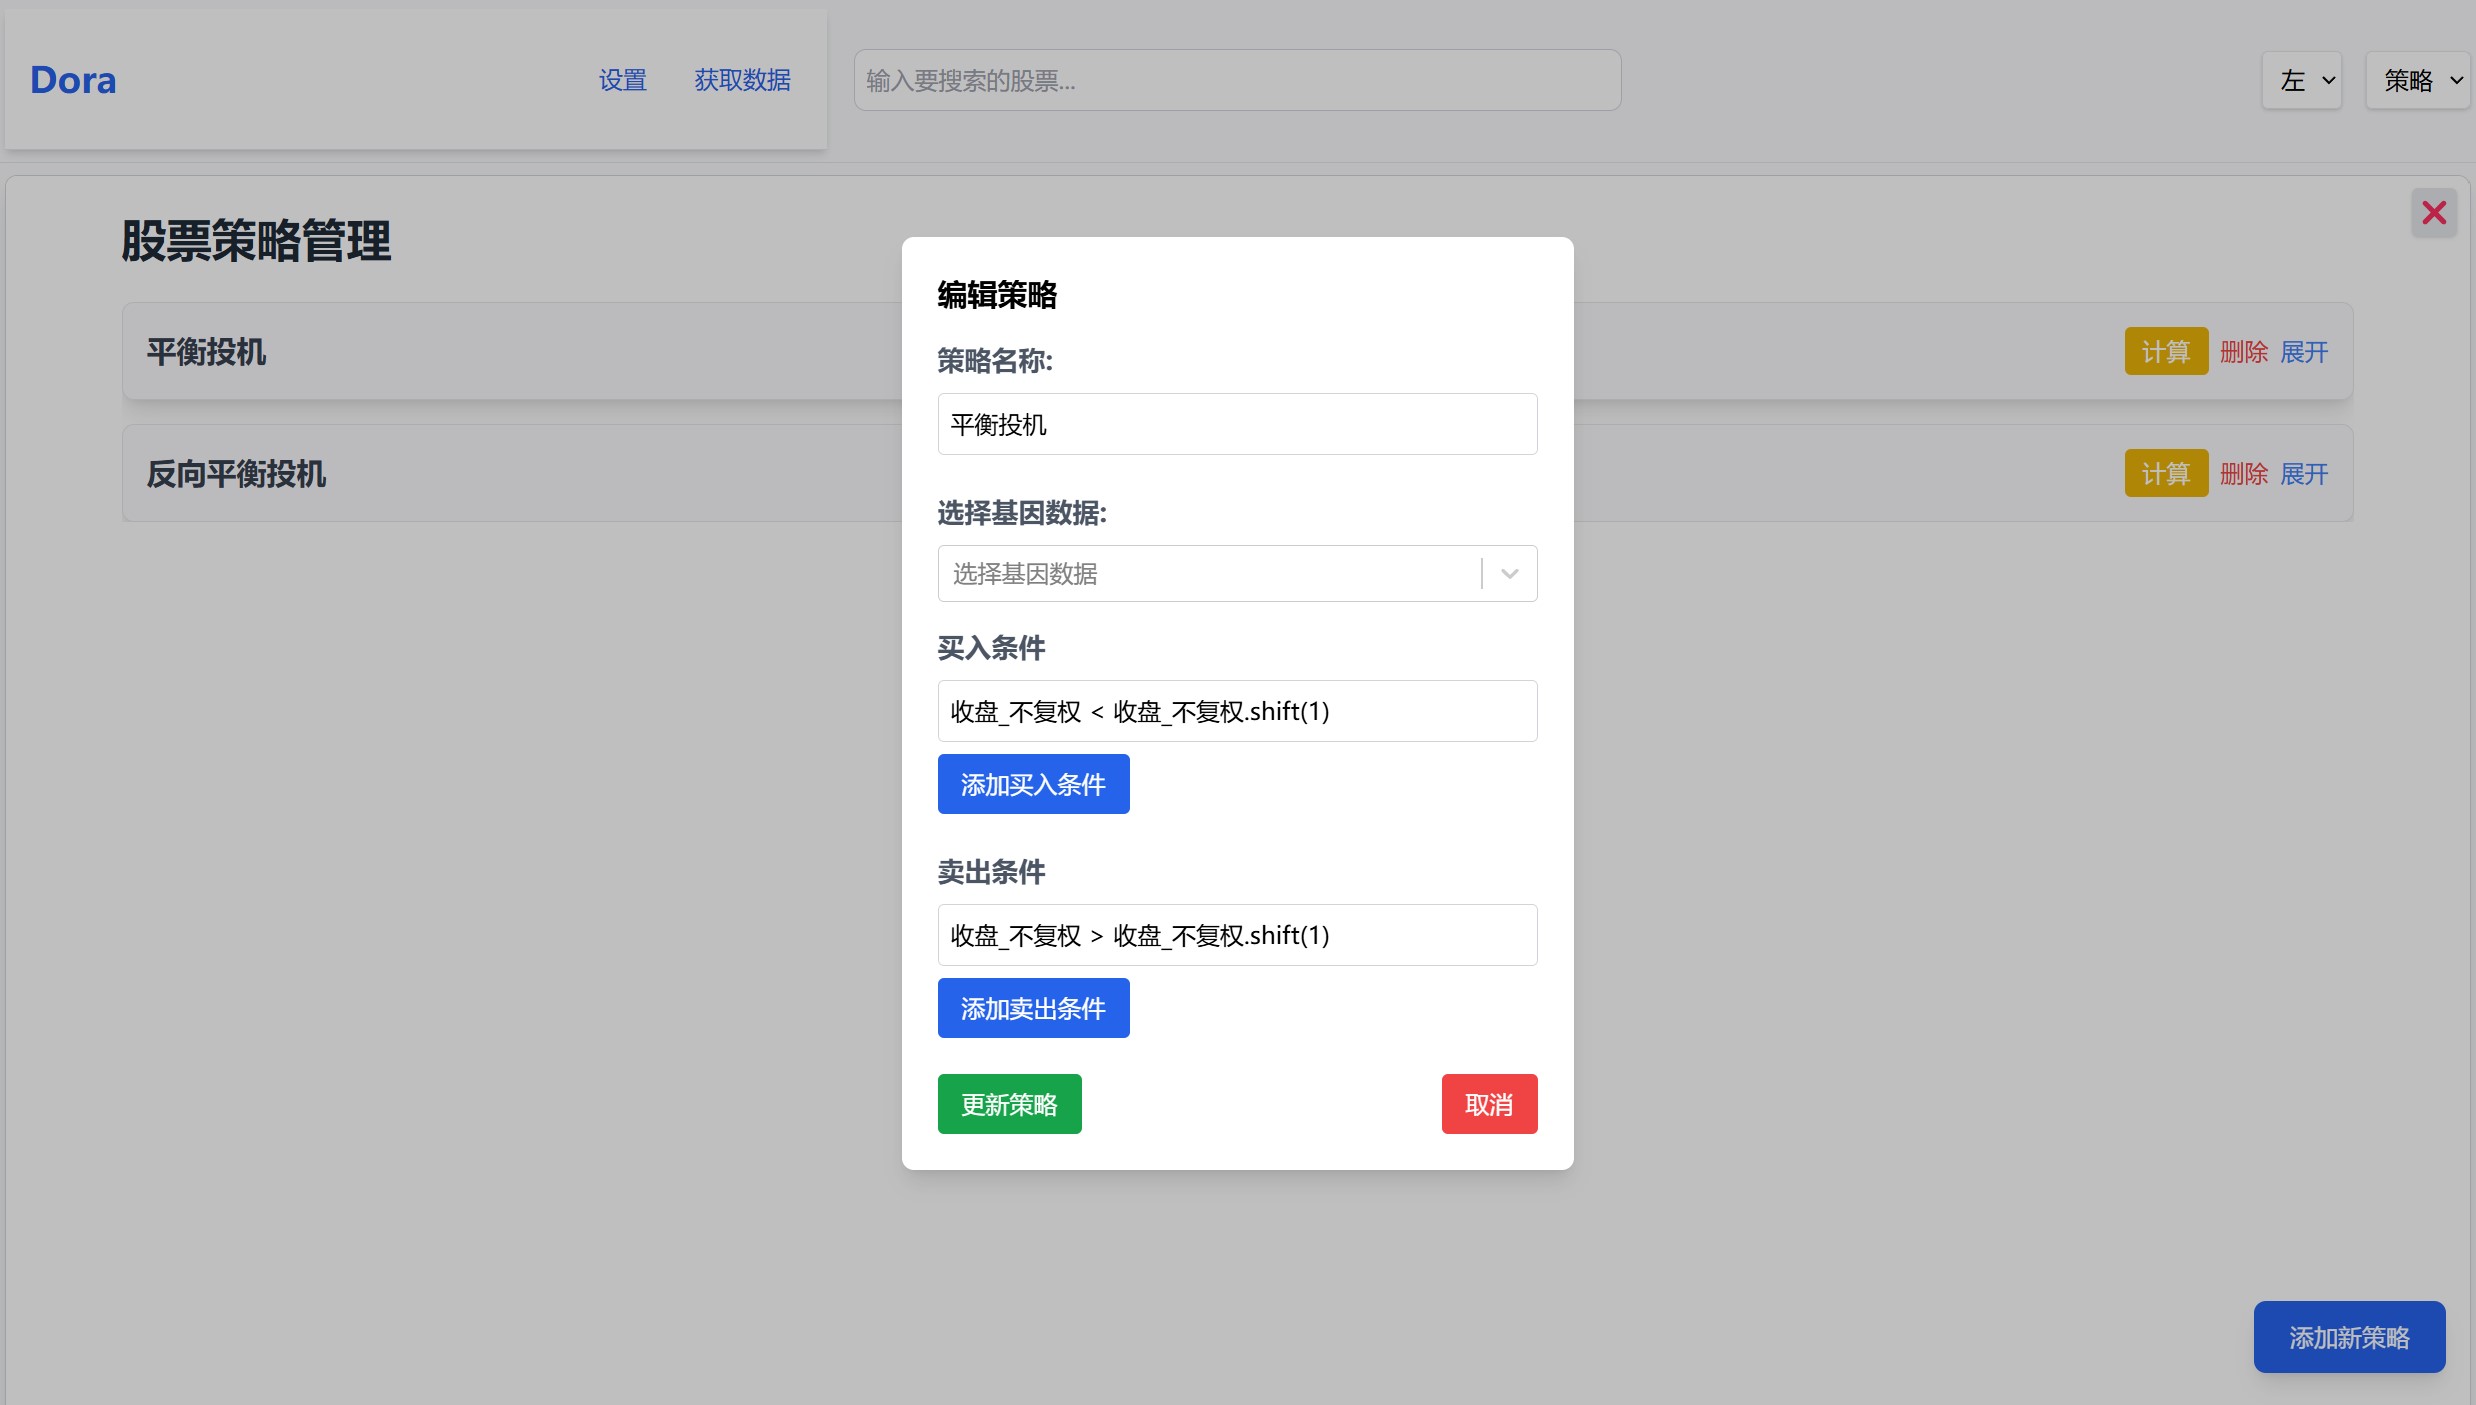 Dora
设置
获取数据
输入要搜索的股票...
左
策略
股票策略管理
平衡投机
计算 删除 展开
反向平衡投机
计算 删除 展开
编辑策略
策略名称:
平衡投机
选择基因数据:
选择基因数据
买入条件
收盘_不复权 < 收盘_不复权.shift(1)
添加买入条件
卖出条件
收盘_不复权 > 收盘_不复权.shift(1)
添加卖出条件
更新策略
取消
添加新策略